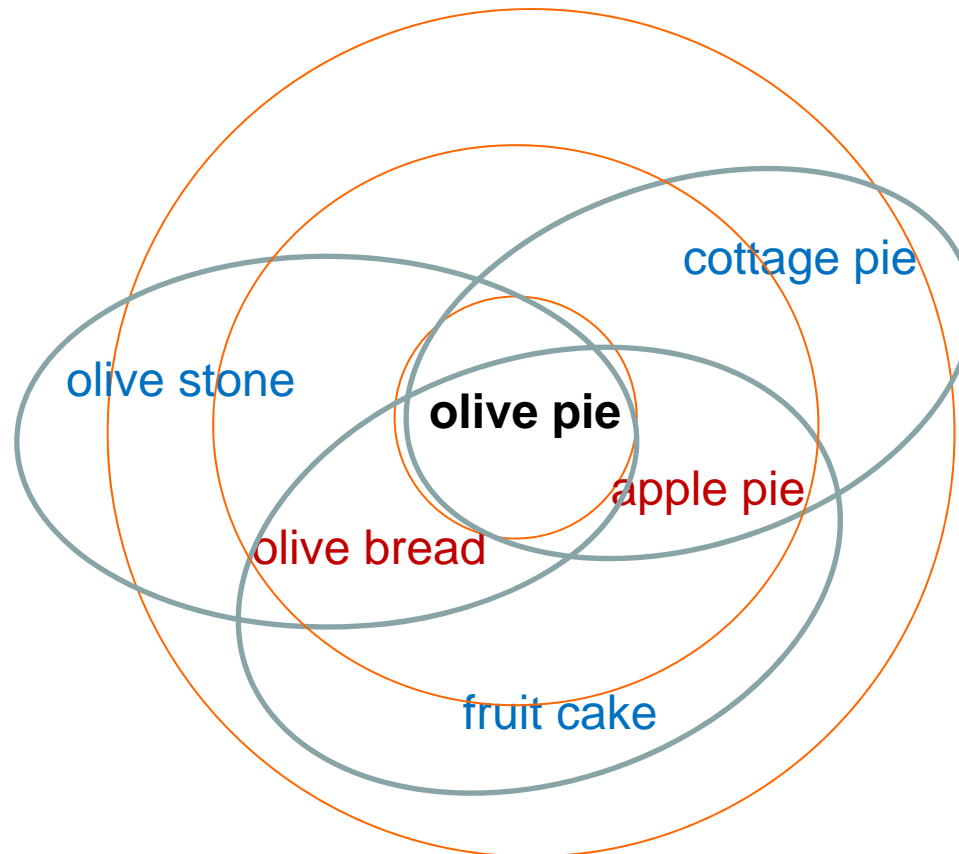 cottage pie
olive stone
olive pie
apple pie
olive bread
fruit cake